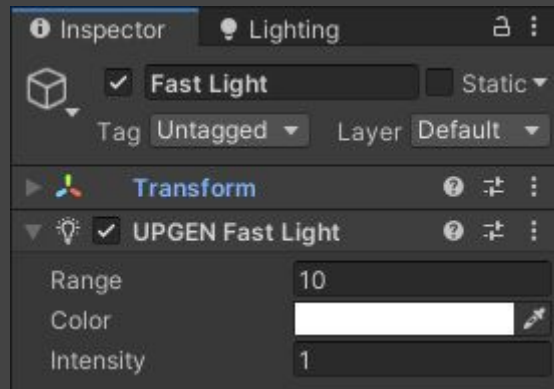 Inspector Lighting
Fast Light Static
Tag Untagged Layer Default
Transform
UPGEN Fast Light
Range 10
Color
Intensity 1